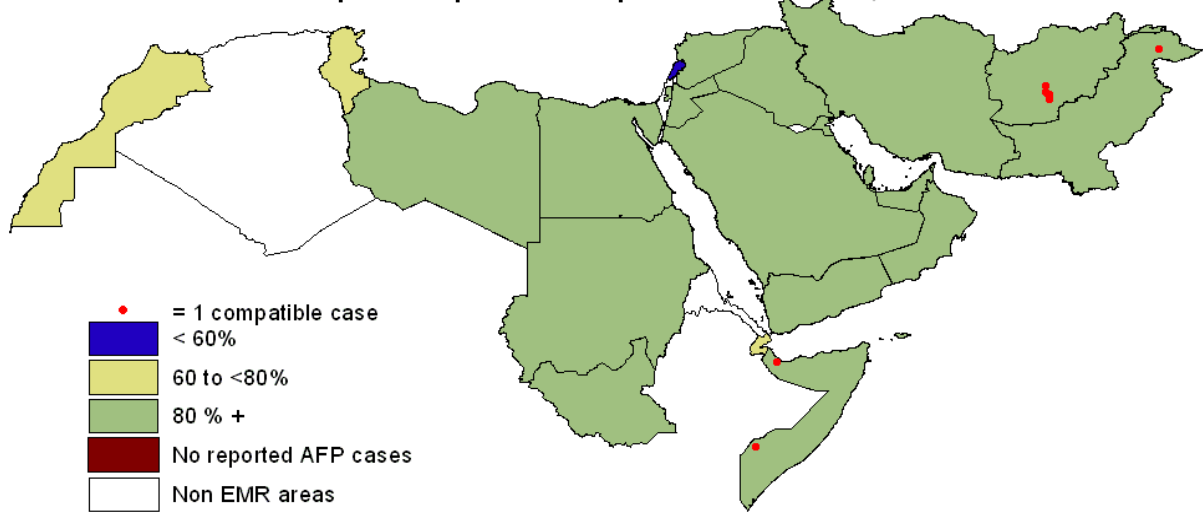 = 1 compatible case
< 60%
60 to <80%
80 % +
No reported AFP cases
Non EMR areas